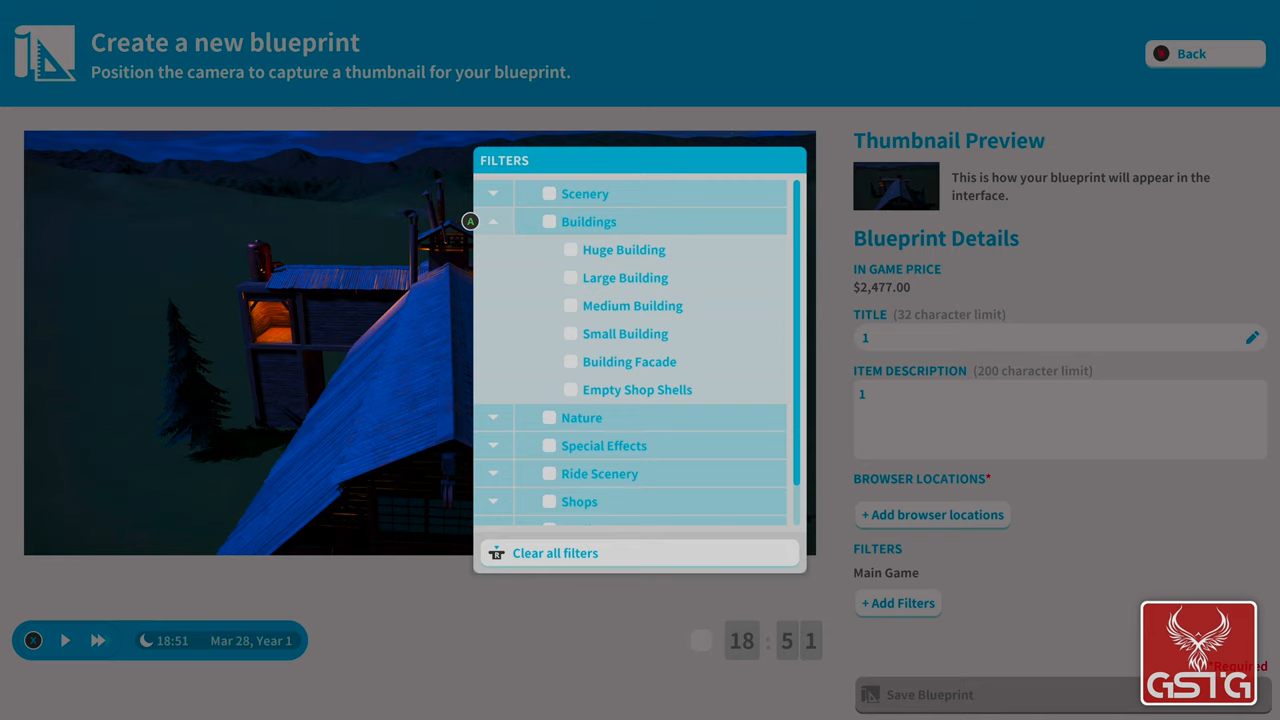 Create a new blueprint
Position the camera to capture a thumbnail for your blueprint.
Back
FILTERS
Scenery
A
Buildings
Huge Building
Large Building
Medium Building
Small Building
Building Facade
Empty Shop Shells
Nature
Special Effects
Ride Scenery
Shops
R
Clear all filters
Thumbnail Preview
This is how your blueprint will appear in the
interface.
Blueprint Details
IN GAME PRICE
$2,477.00
TITLE (32 character limit)
1
ITEM DESCRIPTION (200 character limit)
1
BROWSER LOCATIONS*
+ Add browser locations
FILTERS
Main Game
+ Add Filters
*Required
Save Blueprint
X
18:51 Mar 28, Year 1
18 : 51
GSTG